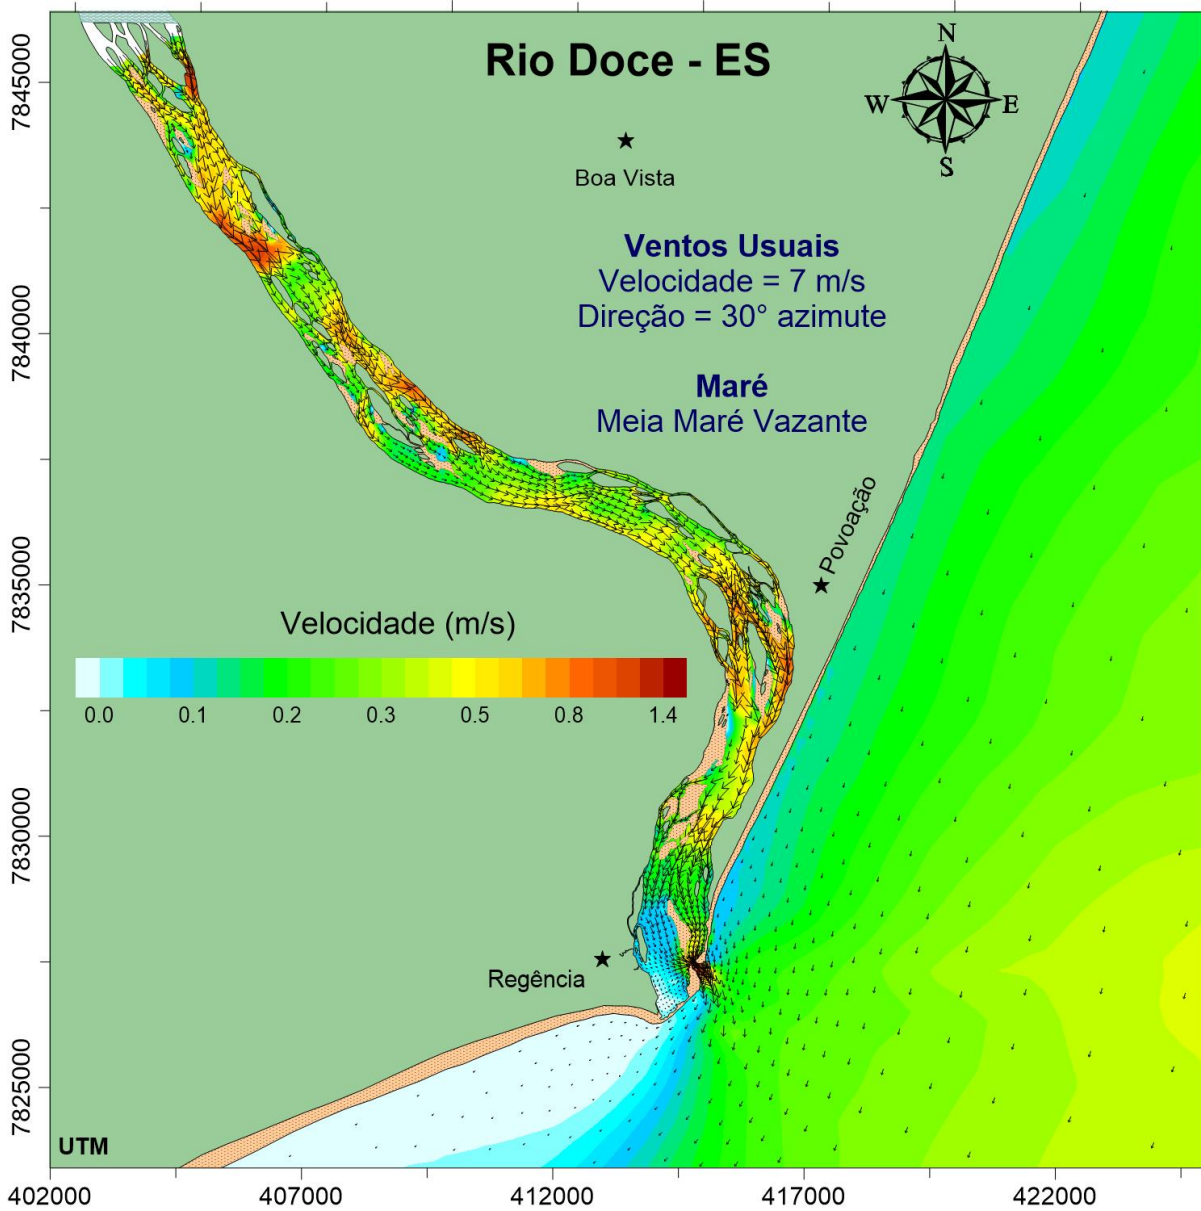 Rio Doce - ES
N
W
E
S
Boa Vista
Ventos Usuais
Velocidade = 7 m/s
Direção = 30° azimute
Maré
Meia Maré Vazante
Povoação
Velocidade (m/s)
0.0 0.1 0.2 0.3 0.5 0.8 1.4
Regência
UTM
7845000
7840000
7835000
7830000
7825000
402000 407000 412000 417000 422000